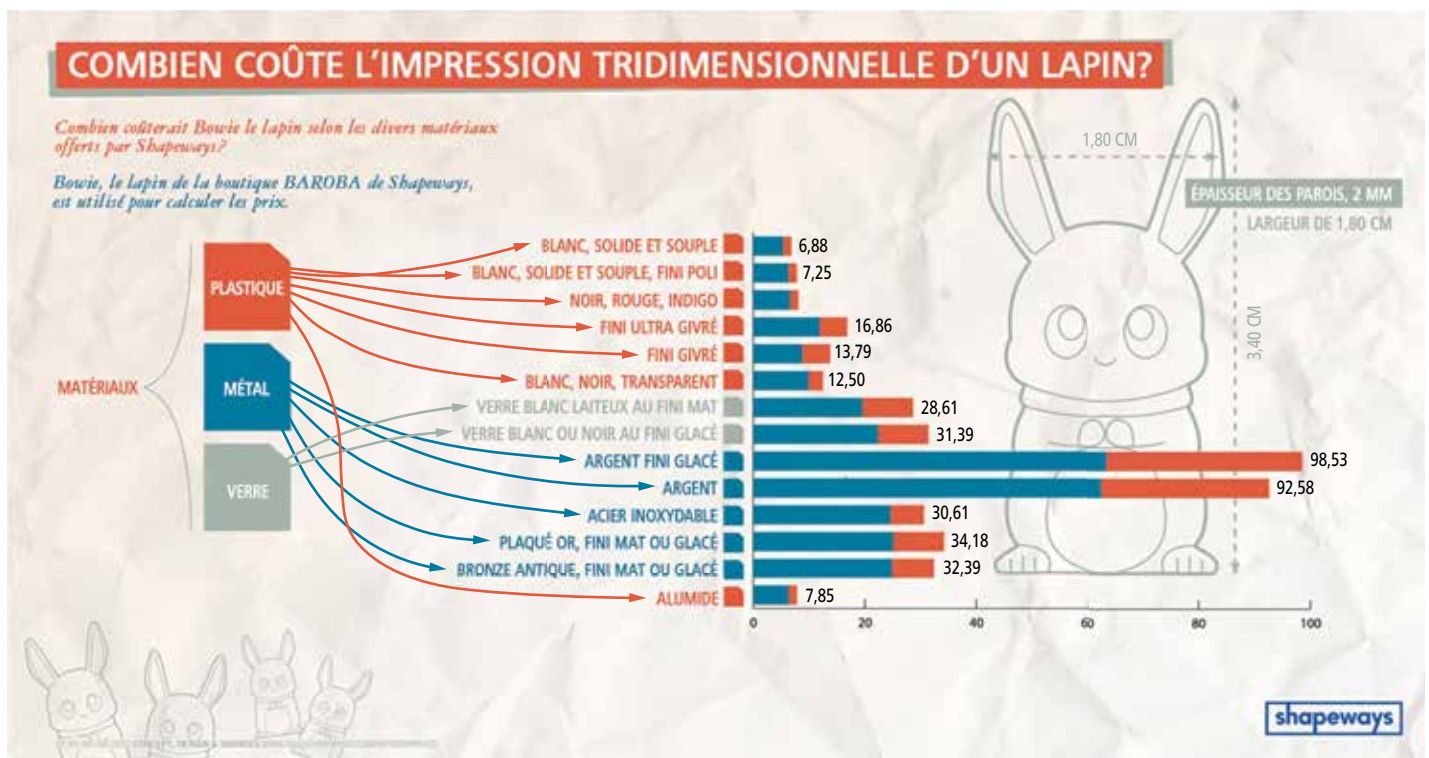 COMBIEN COÛTE L'IMPRESSION TRIDIMENSIONNELLE D'UN LAPIN?
Combien coûterait Bowie le lapin selon les divers matériaux
offerts par Shapeways?
Bowie, le lapin de la boutique BAROBA de Shapeways,
est utilisé pour calculer les prix.
1,80 CM
ÉPAISSEUR DES PAROIS, 2 MM
LARGEUR DE 1,80 CM
3,40 CM
MATÉRIAUX
PLASTIQUE
MÉTAL
VERRE
BLANC, SOLIDE ET SOUPLE 6,88
BLANC, SOLIDE ET SOUPLE, FINI POLI 7,25
NOIR, ROUGE, INDIGO
FINI ULTRA GIVRÉ 16,86
FINI GIVRÉ 13,79
BLANC, NOIR, TRANSPARENT 12,50
VERRE BLANC LAITEUX AU FINI MAT 28,61
VERRE BLANC OU NOIR AU FINI GLACÉ 31,39
ARGENT FINI GLACÉ 98,53
ARGENT 92,58
ACIER INOXYDABLE 30,61
PLAQUÉ OR, FINI MAT OU GLACÉ 34,18
BRONZE ANTIQUE, FINI MAT OU GLACÉ 32,39
ALUMIDE 7,85
0 20 40 60 80 100
shapeways